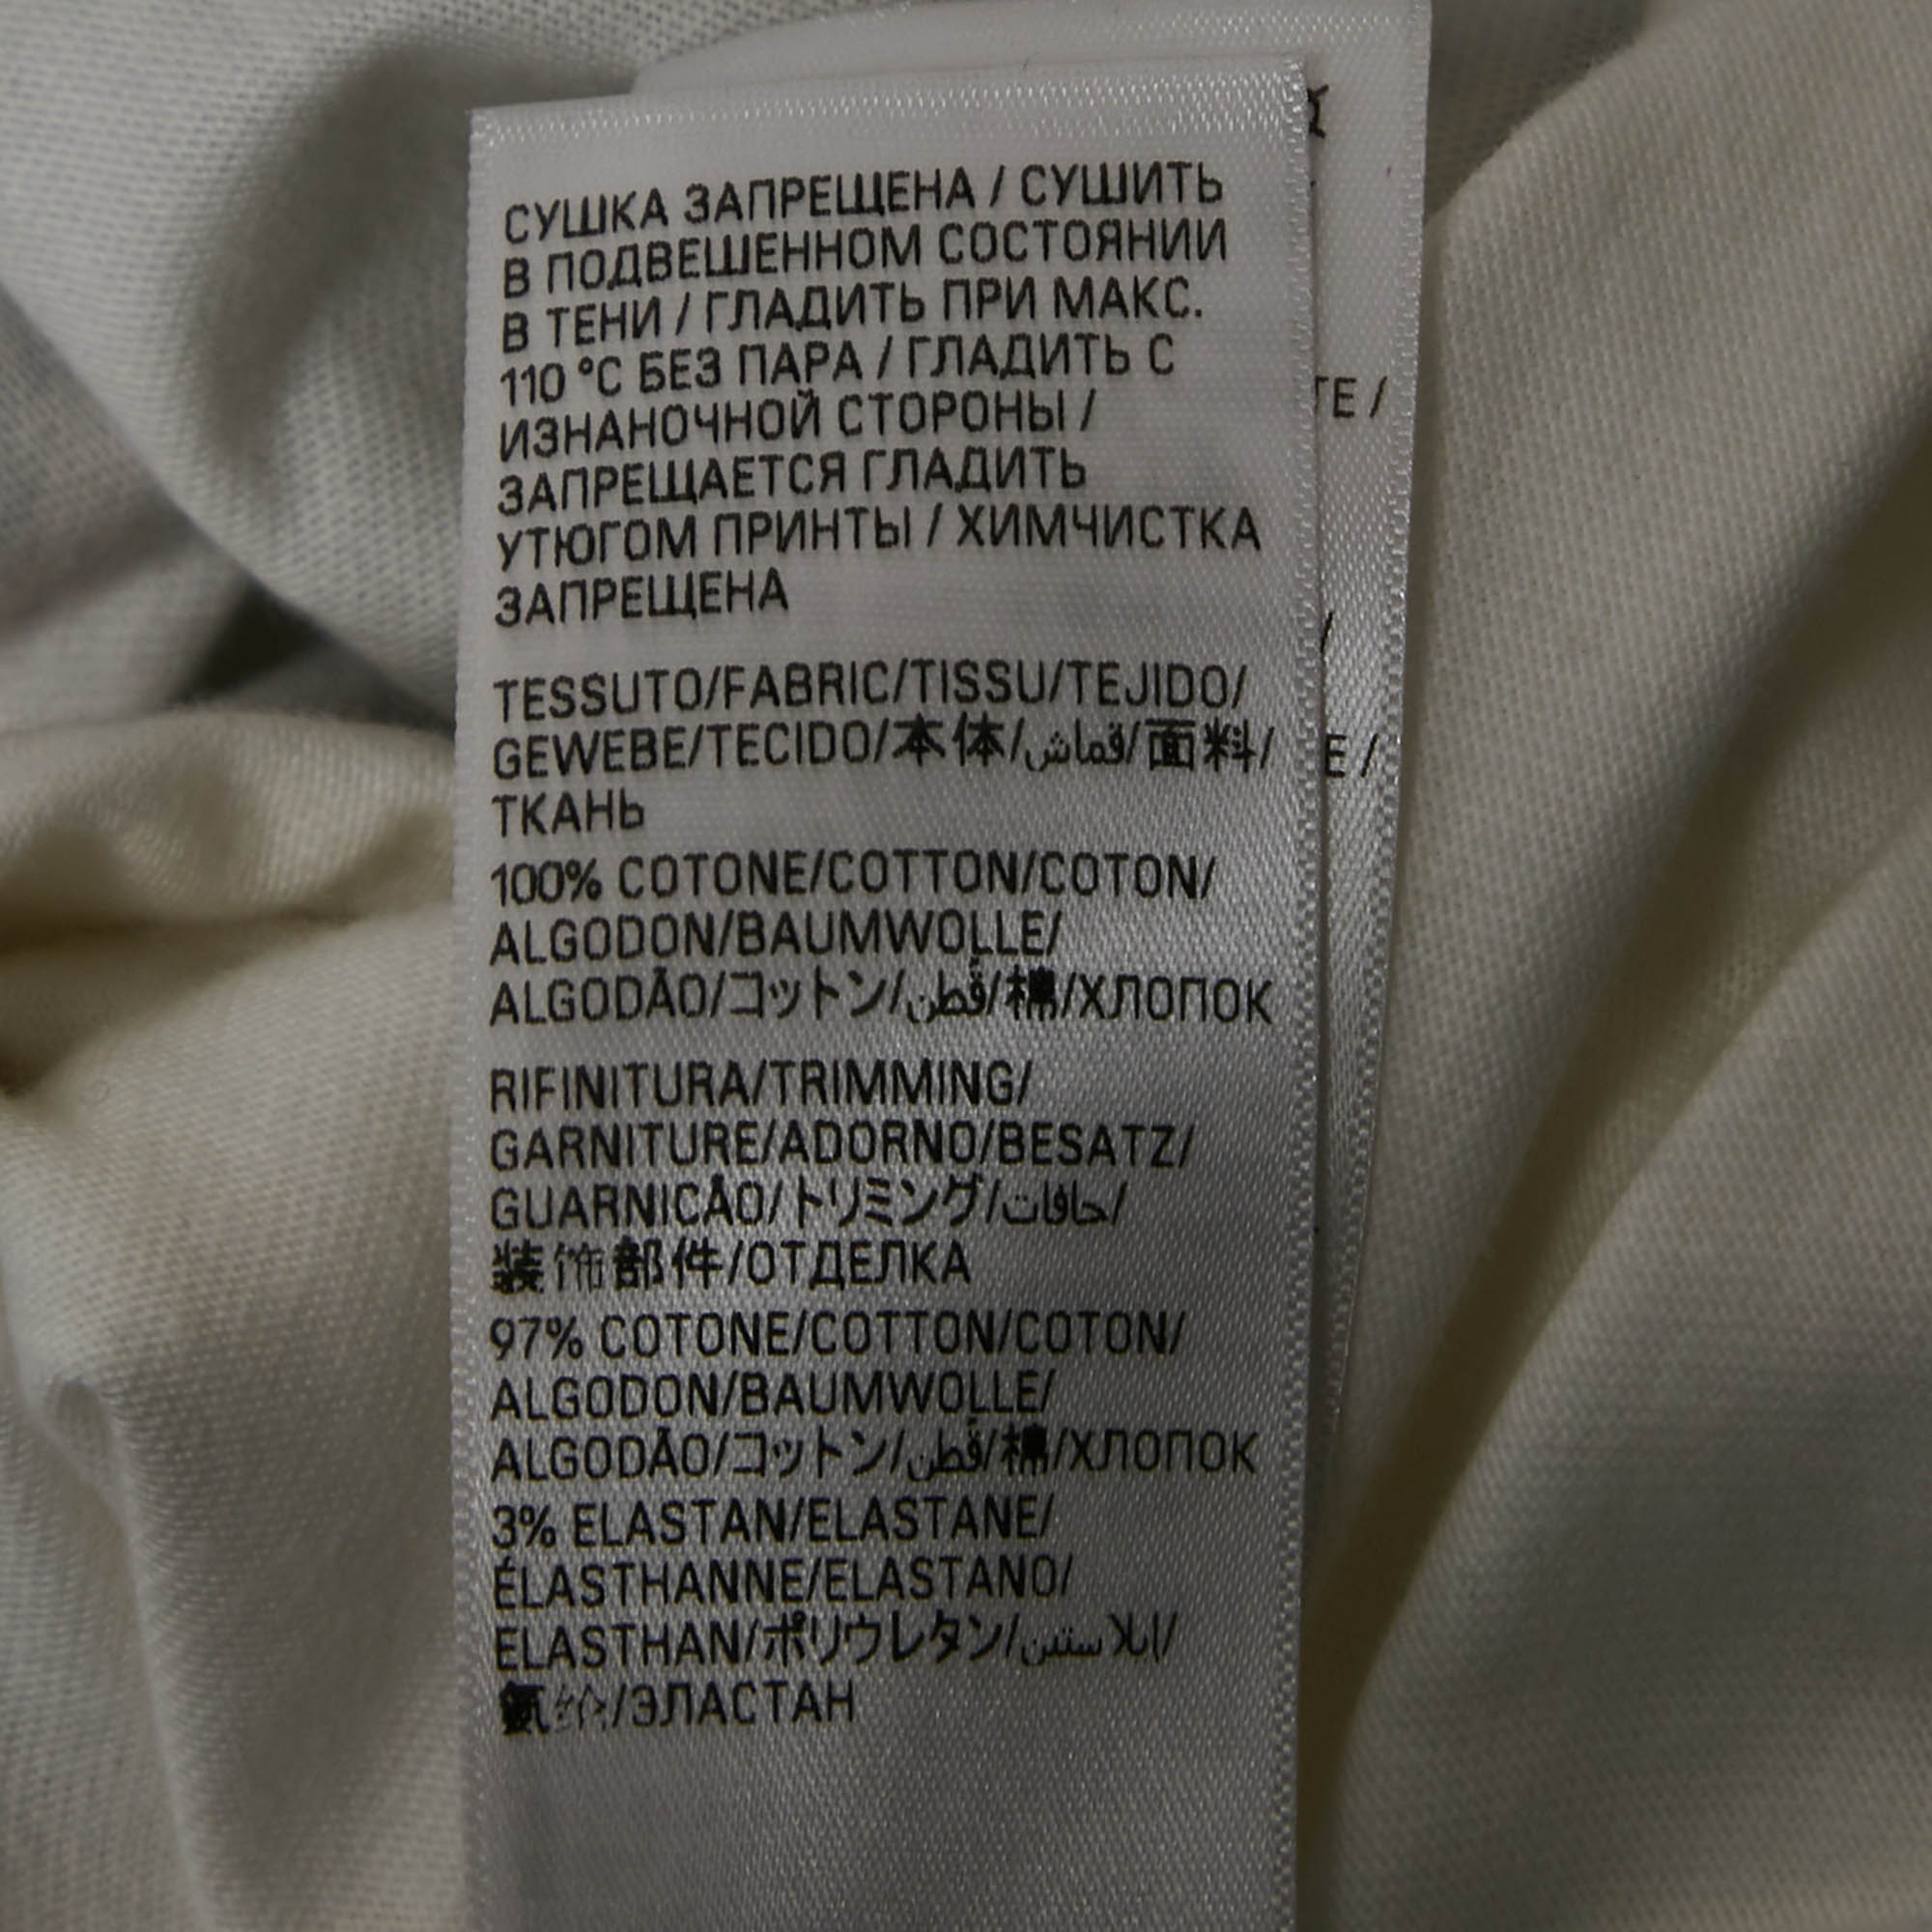 СУШКА ЗАПРЕЩЕНА / СУШИТЬ
В ПОДВЕШЕННОМ СОСТОЯНИИ
В ТЕНИ / ГЛАДИТЬ ПРИ МАКС.
110 °C БЕЗ ПАРА / ГЛАДИТЬ С
ИЗНАНОЧНОЙ СТОРОНЫ /
ЗАПРЕЩАЕТСЯ ГЛАДИТЬ
УТЮГОМ ПРИНТЫ / ХИМЧИСТКА
ЗАПРЕЩЕНА
TESSUTO/FABRIC/TISSU/TEJIDO/
GEWEBE/TECIDO/本体/قماش/面料/
ТКАНЬ
100% COTONE/COTTON/COTON/
ALGODON/BAUMWOLLE/
ALGODÃO/コットン/قطن/棉/ХЛОПОК
RIFINITURA/TRIMMING/
GARNITURE/ADORNO/BESATZ/
GUARNICÃO/トリミング/حافات/
装饰部件/ОТДЕЛКА
97% COTONE/COTTON/COTON/
ALGODON/BAUMWOLLE/
ALGODÃO/コットン/قطن/棉/ХЛОПОК
3% ELASTAN/ELASTANE/
ÉLASTHANNE/ELASTANO/
ELASTHAN/ポリウレタン/إيلاستين/
氨纶/ЭЛАСТАН
TE /
E /